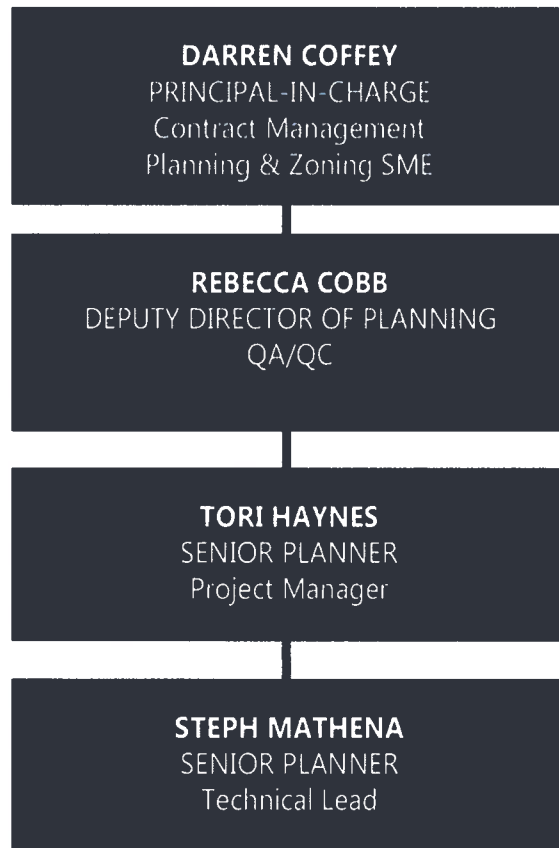 DARREN COFFEY
PRINCIPAL-IN-CHARGE
Contract Management
Planning & Zoning SME
REBECCA COBB
DEPUTY DIRECTOR OF PLANNING
QA/QC
TORI HAYNES
SENIOR PLANNER
Project Manager
STEPH MATHENA
SENIOR PLANNER
Technical Lead